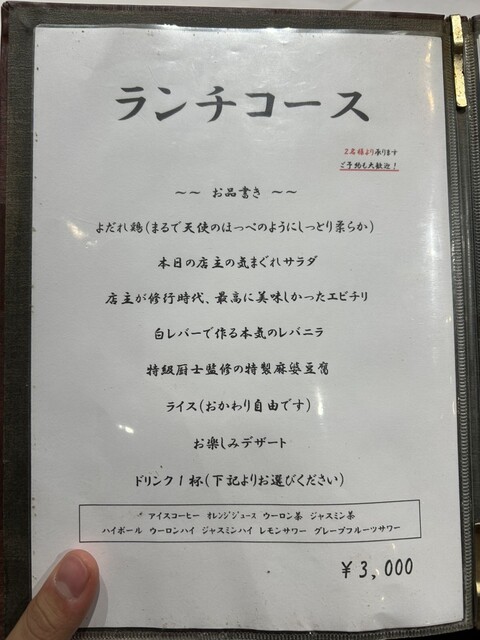 ランチコース
2名様より承ります
ご予約も大歓迎!
～～ お品書き ～～
よだれ鶏(まるで天使のほっぺのようにしっとり柔らか)
本日の店主の気まぐれサラダ
店主が修行時代、最高に美味しかったエビチリ
白レバーで作る本気のレバニラ
特級厨士監修の特製麻婆豆腐
ライス(おかわり自由です)
お楽しみデザート
ドリンク1杯(下記よりお選びください)
アイスコーヒー オレンジジュース ウーロン茶 ジャスミン茶
ハイボール ウーロンハイ ジャスミンハイ レモンサワー グレープフルーツサワー
¥3,000